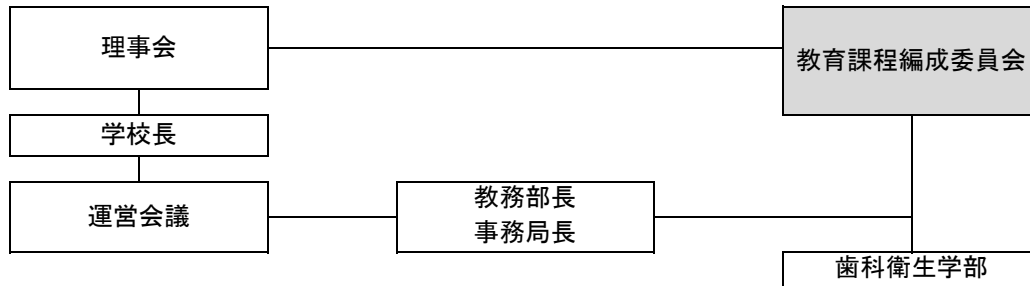 理事会
教育課程編成委員会
学校長
運営会議
教務部長
事務局長
歯科衛生学部